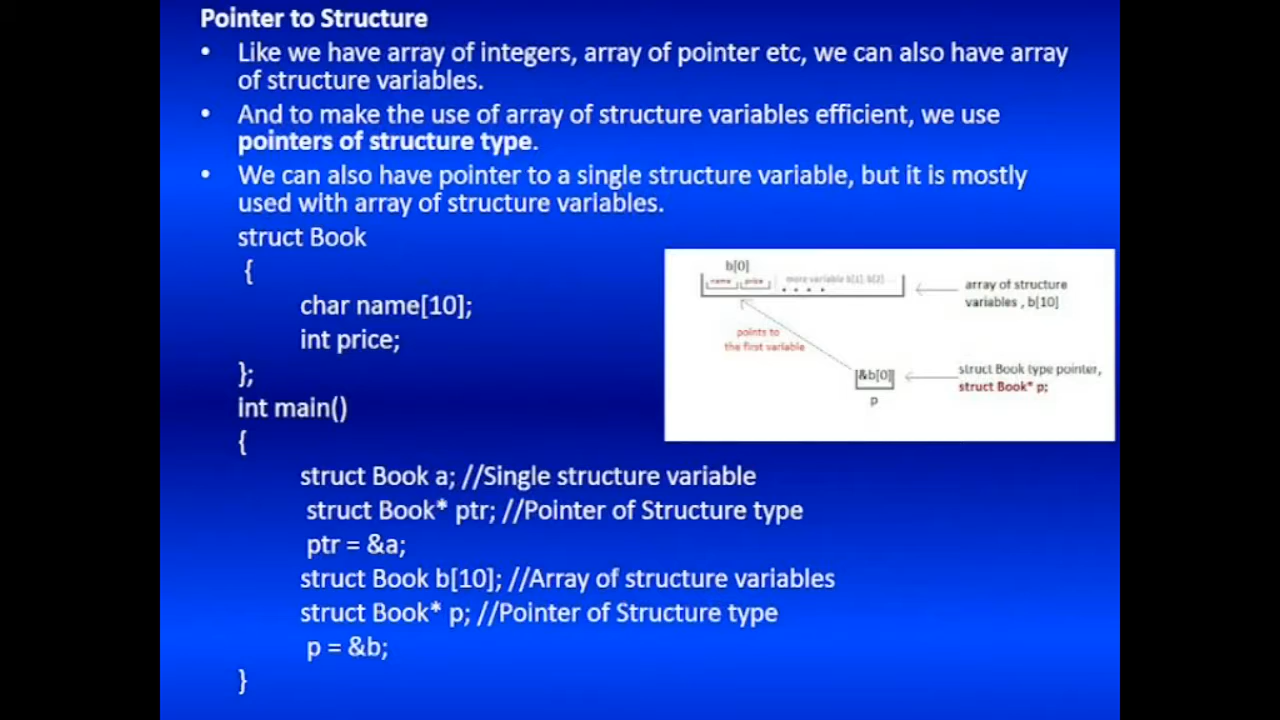 Pointer to Structure
• Like we have array of integers, array of pointer etc, we can also have array
of structure variables.
• And to make the use of array of structure variables efficient, we use
pointers of structure type.
• We can also have pointer to a single structure variable, but it is mostly
used with array of structure variables.
struct Book
{
char name[10];
int price;
};
int main()
{
struct Book a; //Single structure variable
struct Book* ptr; //Pointer of Structure type
ptr = &a;
struct Book b[10]; //Array of structure variables
struct Book* p; //Pointer of Structure type
p = &b;
}
b[0]
name price more variable b[1], b[2] ...
array of structure
variables , b[10]
points to
the first variable
&b[0]
p
struct Book type pointer,
struct Book* p;